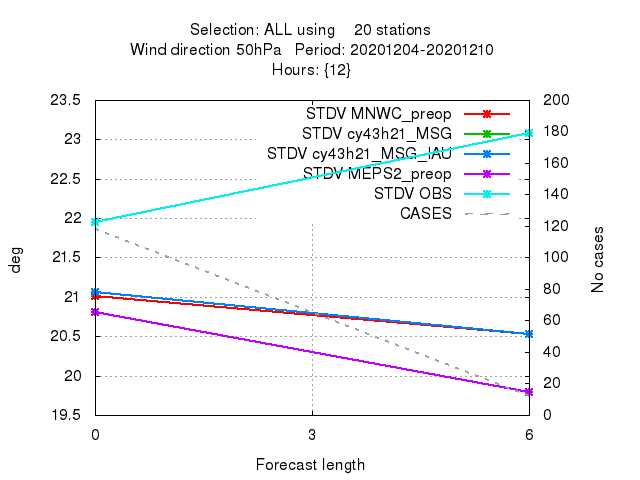 Selection: ALL using 20 stations
Wind direction 50hPa Period: 20201204-20201210
Hours: {12}
23.5
23
22.5
22
21.5
21
20.5
20
19.5
deg
200
180
160
140
120
100
80
60
40
20
0
No cases
STDV MNWC_preop
STDV cy43h21_MSG
STDV cy43h21_MSG_IAU
STDV MEPS2_preop
STDV OBS
CASES
0 3 6
Forecast length